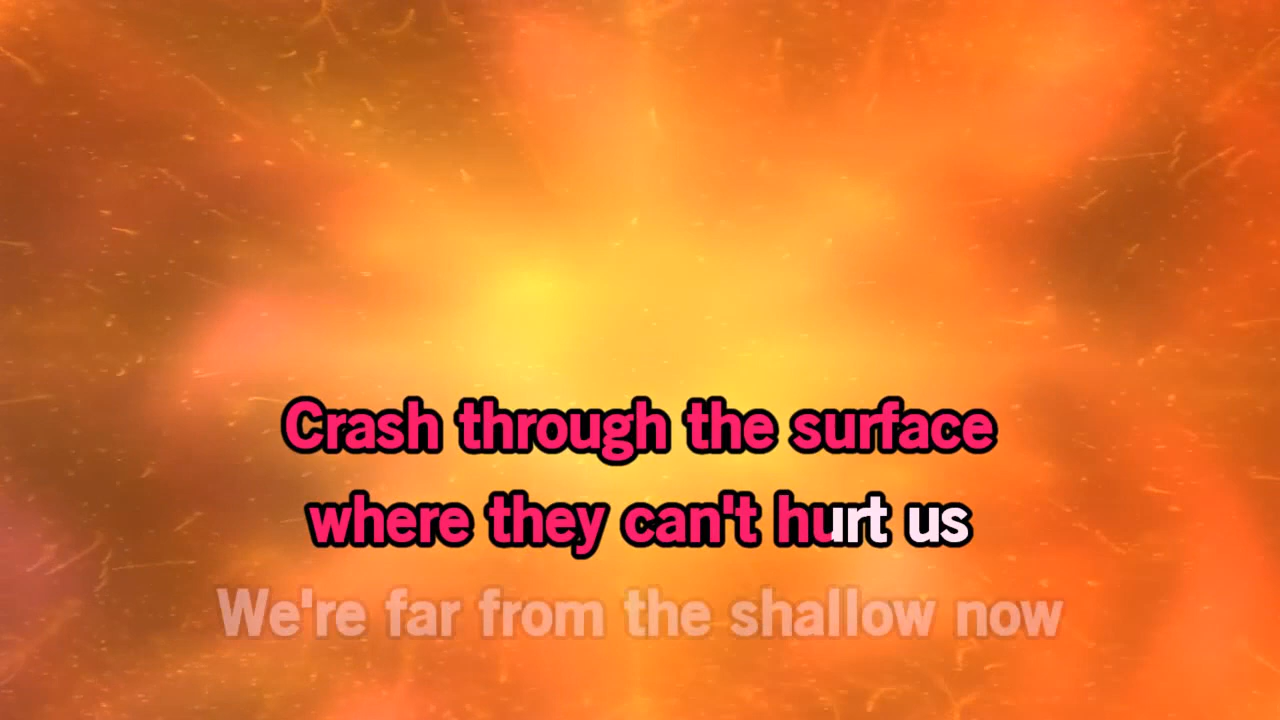 Crash through the surface
where they can't hurt us
We're far from the shallow now